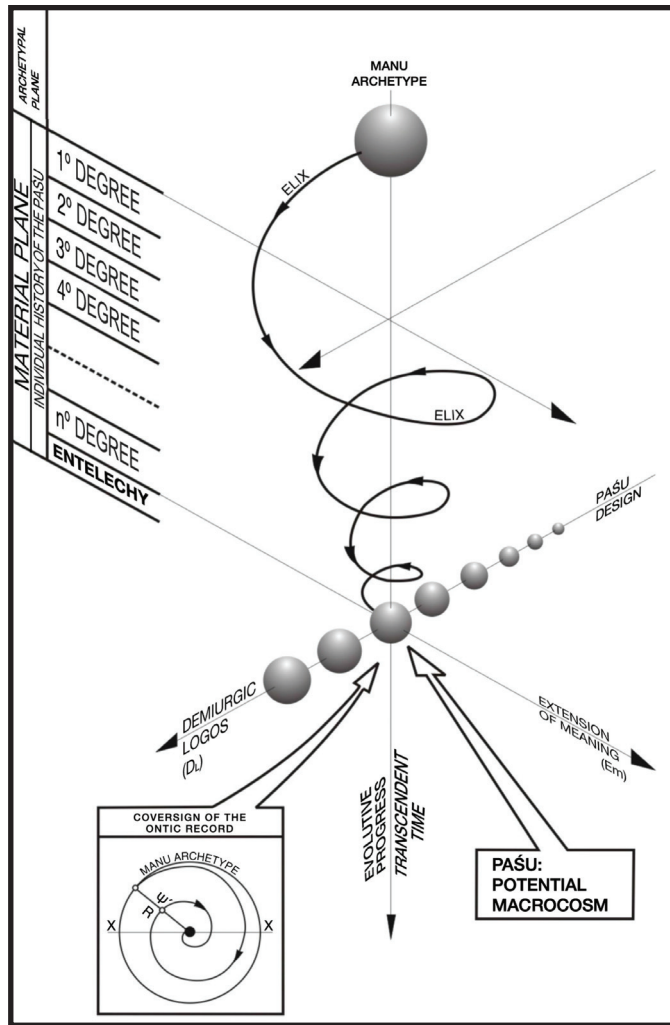 ARCHETYPAL
PLANE
MATERIAL PLANE
INDIVIDUAL HISTORY OF THE PAŚU
1º DEGREE
2º DEGREE
3º DEGREE
4º DEGREE
nº DEGREE
ENTELECHY
MANU
ARCHETYPE
ELIX
ELIX
PAŚU
DESIGN
DEMIURGIC
LOGOS
(DL)
EXTENSION
OF MEANING
(Em)
EVOLUTIVE
PROGRESS
TRANSCENDENT
TIME
COVERSIGN OF THE
ONTIC RECORD
MANU ARCHETYPE
Ψ'
R
X
X
PAŚU:
POTENTIAL
MACROCOSM